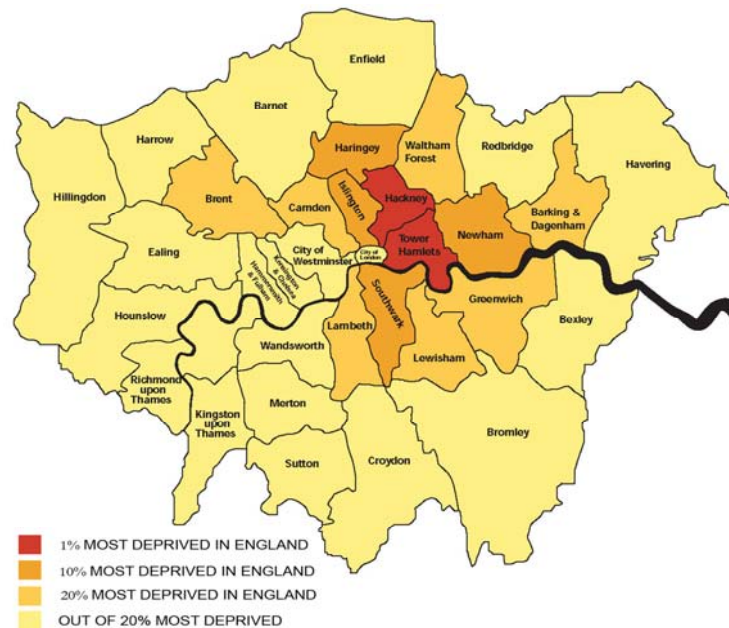 Enfield
Barnet
Harrow
Haringey
Waltham
Forest
Redbridge
Havering
Hillingdon
Brent
Camden
Islington
Hackney
Barking &
Dagenham
Newham
Tower
Hamlets
Ealing
City of
Westminster
City of
London
Kensington
& Chelsea
Hammersmith
& Fulham
Hounslow
Southwark
Greenwich
Bexley
Lambeth
Wandsworth
Lewisham
Richmond
upon
Thames
Kingston
upon
Thames
Merton
Bromley
Sutton
Croydon
1% MOST DEPRIVED IN ENGLAND
10% MOST DEPRIVED IN ENGLAND
20% MOST DEPRIVED IN ENGLAND
OUT OF 20% MOST DEPRIVED